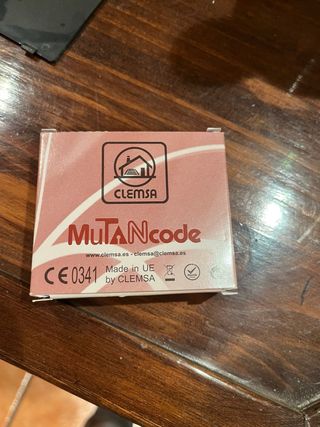 CLEMSA
MuTANcode
www.clemsa.es - clemsa@clemsa.es
CE 0341 Made in UE
by CLEMSA